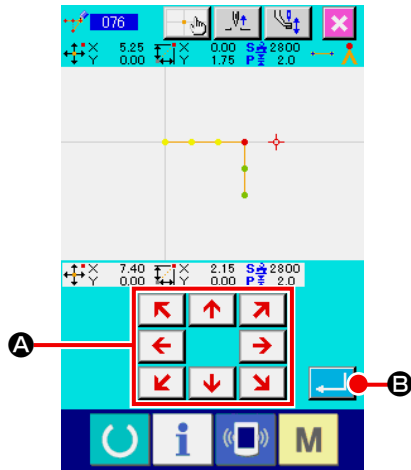 076
X 5.25 X 0.00 S 2800
Y 0.00 Y 1.75 P 2.0
X 7.40 X 2.15 S 2800
Y 0.00 Y 0.00 P 2.0
A
B
i M